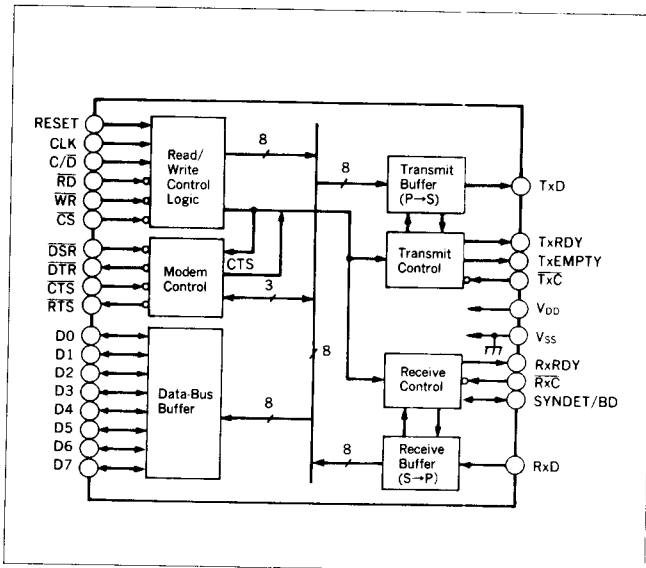 RESET
CLK
C/D̅
R̅D̅
W̅R̅
C̅S̅
D̅S̅R̅
D̅T̅R̅
C̅T̅S̅
R̅T̅S̅
D0
D1
D2
D3
D4
D5
D6
D7
Read/
Write
Control
Logic
Modem
Control
Data-Bus
Buffer
8
CTS
3
8
8
8
8
Transmit
Buffer
(P→S)
Transmit
Control
Receive
Control
Receive
Buffer
(S→P)
TxD
TxRDY
TxEMPTY
T̅x̅C̅
VDD
VSS
RxRDY
R̅x̅C̅
SYNDET/BD
RxD